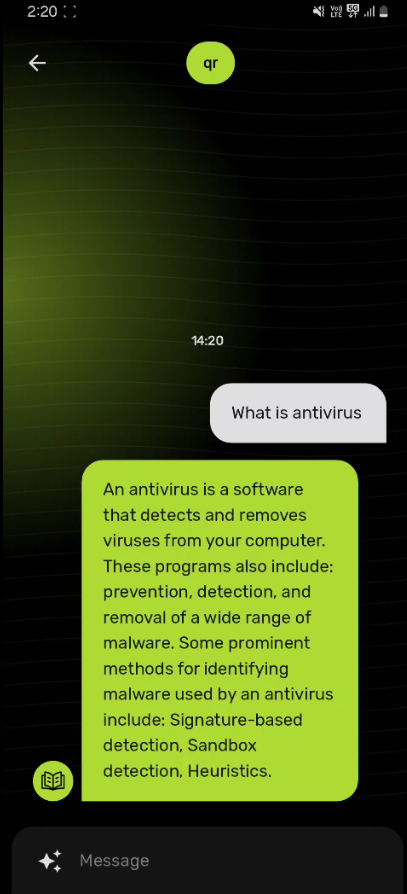 2:20
Vo)) 5G
LTE
qr
14:20
What is antivirus
An antivirus is a software
that detects and removes
viruses from your computer.
These programs also include:
prevention, detection, and
removal of a wide range of
malware. Some prominent
methods for identifying
malware used by an antivirus
include: Signature-based
detection, Sandbox
detection, Heuristics.
Message